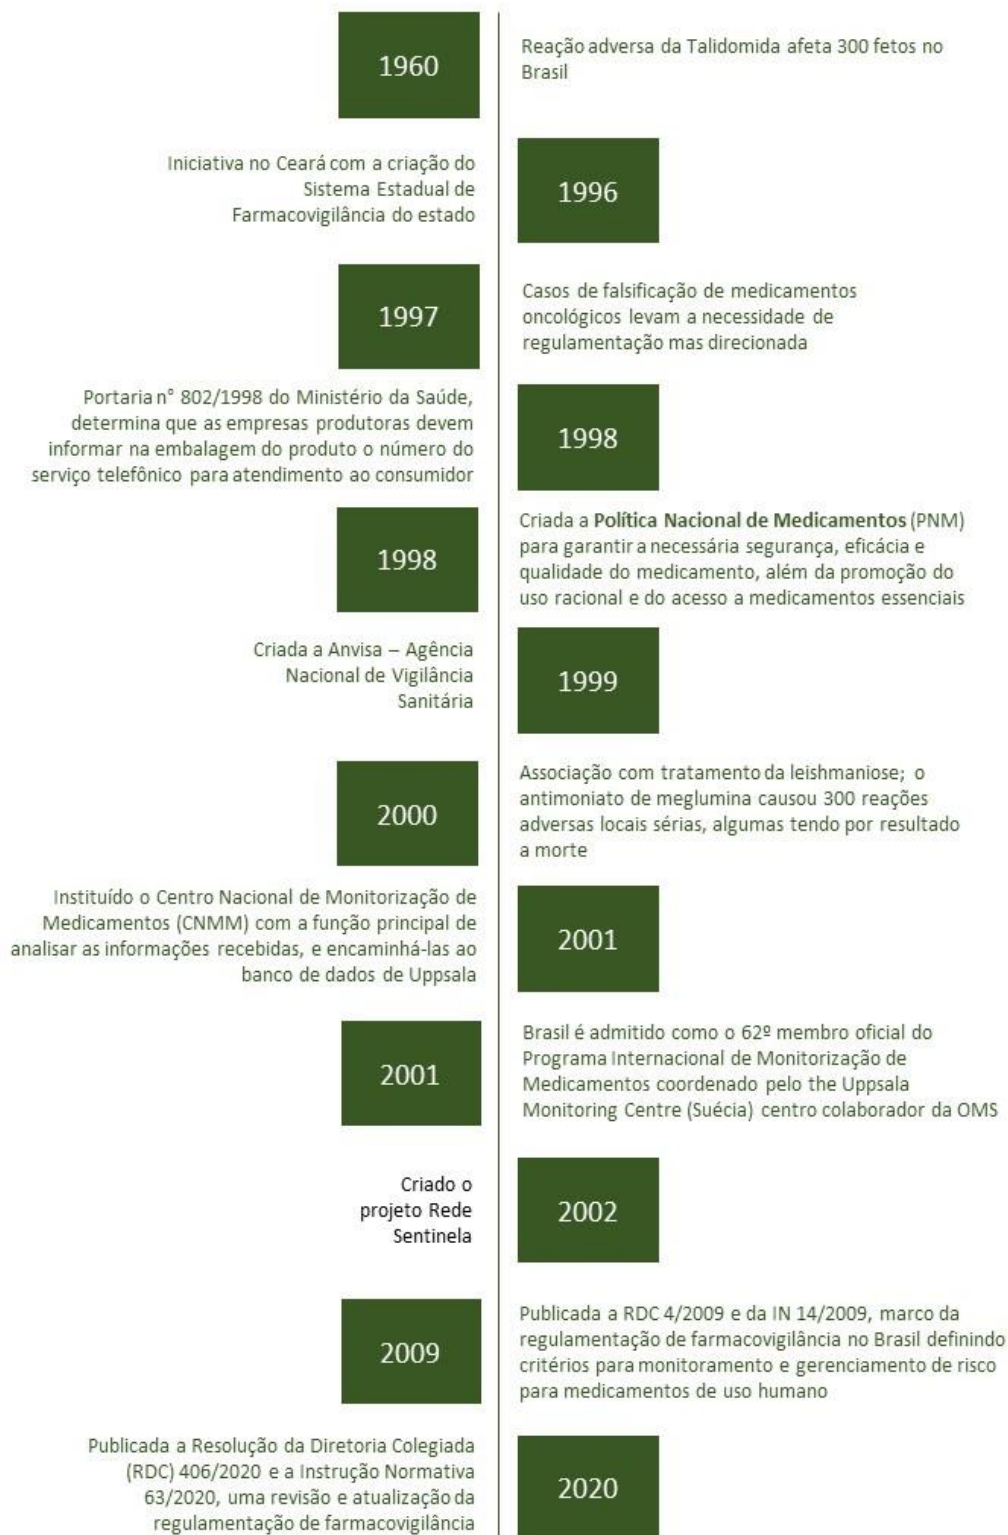 1960
Reação adversa da Talidomida afeta 300 fetos no
Brasil
Iniciativa no Ceará com a criação do
Sistema Estadual de
Farmacovigilância do estado
1996
1997
Casos de falsificação de medicamentos
oncológicos levam a necessidade de
regulamentação mas direcionada
Portaria n° 802/1998 do Ministério da Saúde,
determina que as empresas produtoras devem
informar na embalagem do produto o número do
serviço telefônico para atendimento ao consumidor
1998
1998
Criada a Política Nacional de Medicamentos (PNM)
para garantir a necessária segurança, eficácia e
qualidade do medicamento, além da promoção do
uso racional e do acesso a medicamentos essenciais
Criada a Anvisa – Agência
Nacional de Vigilância
Sanitária
1999
2000
Associação com tratamento da leishmaniose; o
antimoniato de meglumina causou 300 reações
adversas locais sérias, algumas tendo por resultado
a morte
Instituído o Centro Nacional de Monitorização de
Medicamentos (CNMM) com a função principal de
analisar as informações recebidas, e encaminhá-las ao
banco de dados de Uppsala
2001
2001
Brasil é admitido como o 62º membro oficial do
Programa Internacional de Monitorização de
Medicamentos coordenado pelo the Uppsala
Monitoring Centre (Suécia) centro colaborador da OMS
Criado o
projeto Rede
Sentinela
2002
2009
Publicada a RDC 4/2009 e da IN 14/2009, marco da
regulamentação de farmacovigilância no Brasil definindo
critérios para monitoramento e gerenciamento de risco
para medicamentos de uso humano
Publicada a Resolução da Diretoria Colegiada
(RDC) 406/2020 e a Instrução Normativa
63/2020, uma revisão e atualização da
regulamentação de farmacovigilância
2020